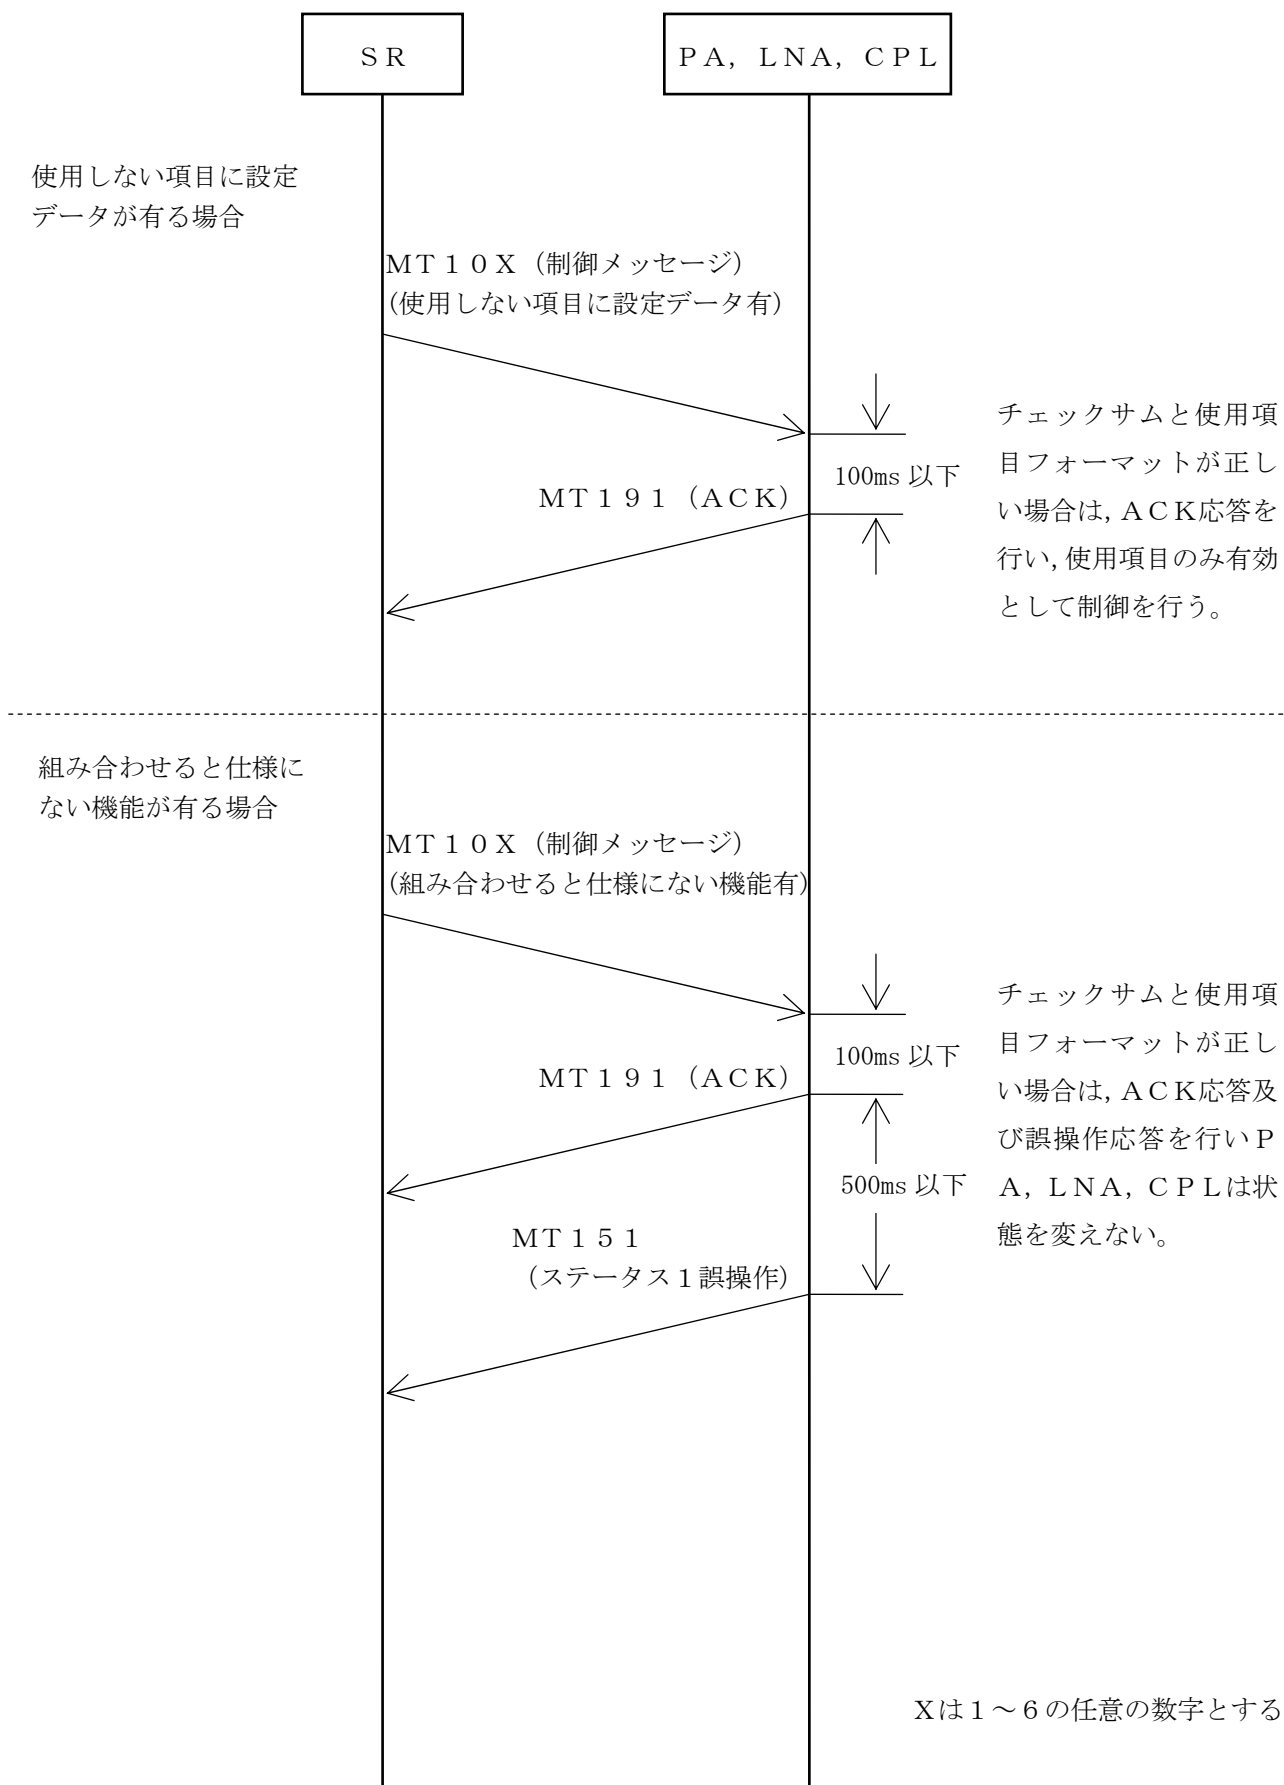 ＳＲ
ＰＡ，ＬＮＡ，ＣＰＬ
使用しない項目に設定
データが有る場合
ＭＴ１０Ｘ（制御メッセージ）
(使用しない項目に設定データ有)
チェックサムと使用項
目フォーマットが正し
い場合は，ＡＣＫ応答を
行い，使用項目のみ有効
として制御を行う。
100ms 以下
ＭＴ１９１（ＡＣＫ）
組み合わせると仕様に
ない機能が有る場合
ＭＴ１０Ｘ（制御メッセージ）
(組み合わせると仕様にない機能有)
チェックサムと使用項
目フォーマットが正し
い場合は，ＡＣＫ応答及
び誤操作応答を行いＰ
Ａ，ＬＮＡ，ＣＰＬは状
態を変えない。
100ms 以下
ＭＴ１９１（ＡＣＫ）
500ms 以下
ＭＴ１５１
（ステータス１誤操作）
Ｘは１～６の任意の数字とする